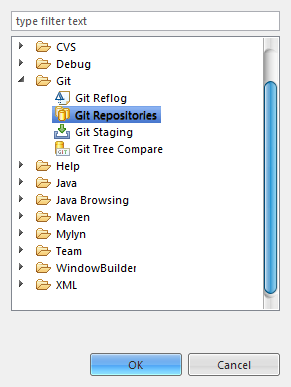 type filter text
CVS
Debug
Git
Git Reflog
Git Repositories
Git Staging
GIT Git Tree Compare
Help
Java
Java Browsing
Maven
Mylyn
Team
WindowBuilder
XML
OK Cancel